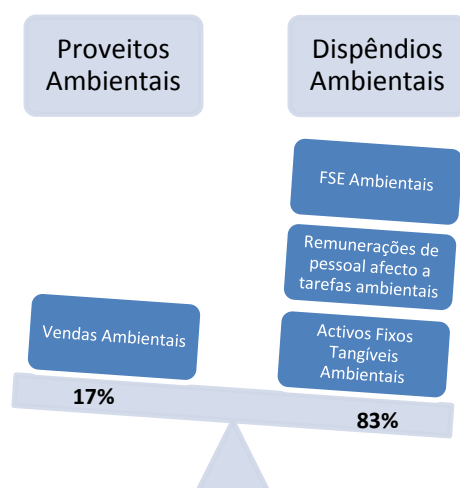 Proveitos
Ambientais
Dispêndios
Ambientais
FSE Ambientais
Remunerações de
pessoal afecto a
tarefas ambientais
Vendas Ambientais
Activos Fixos
Tangíveis
Ambientais
17%
83%